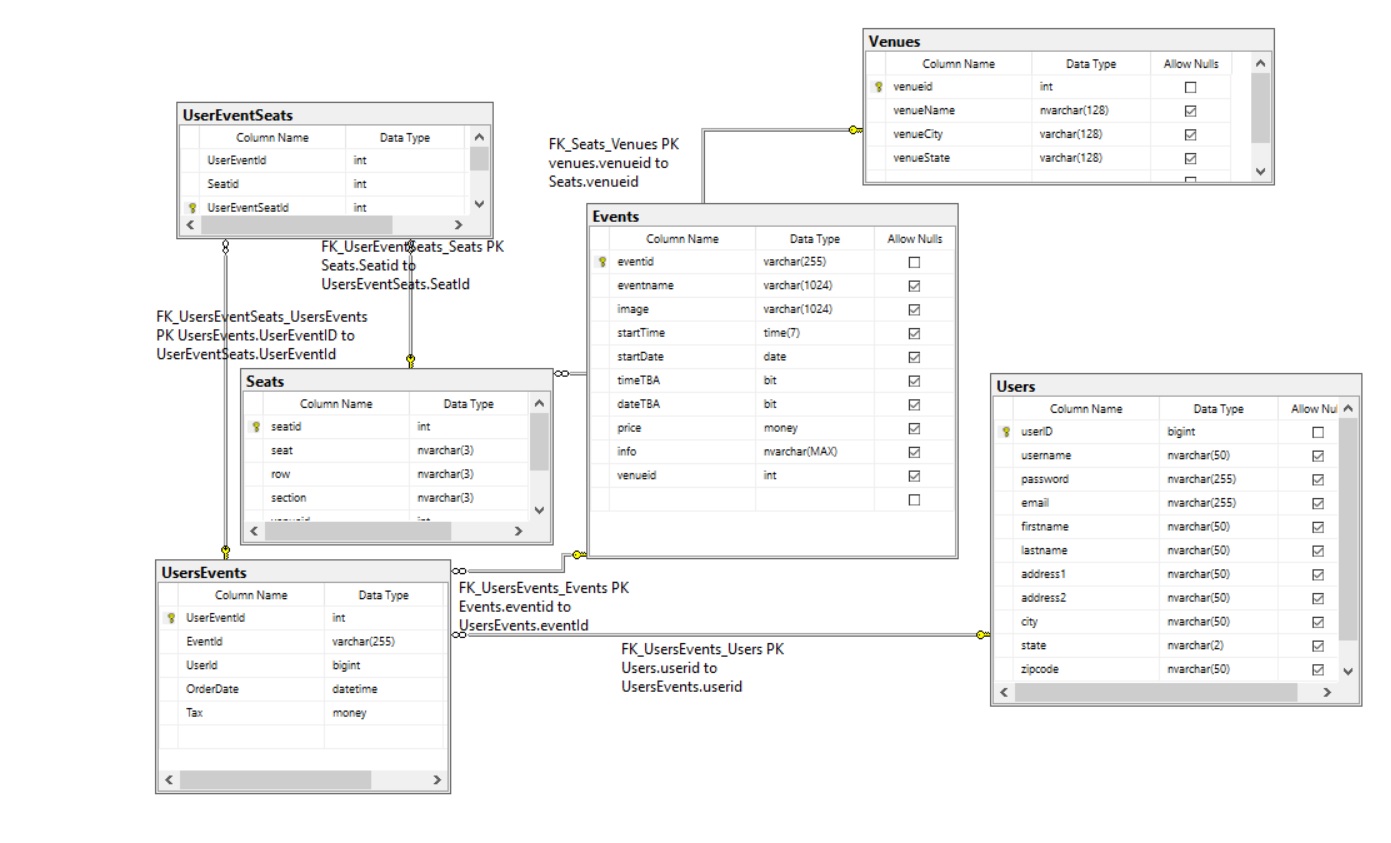 Venues
Column Name Data Type Allow Nulls
venueid int
venueName nvarchar(128)
venueCity varchar(128)
venueState varchar(128)
UserEventSeats
Column Name Data Type
UserEventId int
Seatid int
UserEventSeatId int
FK_Seats_Venues PK
venues.venueid to
Seats.venueid
FK_UserEventSeats_Seats PK
Seats.Seatid to
UsersEventSeats.SeatId
FK_UsersEventSeats_UsersEvents
PK UsersEvents.UserEventID to
UserEventSeats.UserEventId
Events
Column Name Data Type Allow Nulls
eventid varchar(255)
eventname varchar(1024)
image varchar(1024)
startTime time(7)
startDate date
timeTBA bit
dateTBA bit
price money
info nvarchar(MAX)
venueid int
Seats
Column Name Data Type
seatid int
seat nvarchar(3)
row nvarchar(3)
section nvarchar(3)
Users
Column Name Data Type Allow Nul
userID bigint
username nvarchar(50)
password nvarchar(255)
email nvarchar(255)
firstname nvarchar(50)
lastname nvarchar(50)
address1 nvarchar(50)
address2 nvarchar(50)
city nvarchar(50)
state nvarchar(2)
zipcode nvarchar(50)
UsersEvents
Column Name Data Type
UserEventId int
EventId varchar(255)
UserId bigint
OrderDate datetime
Tax money
FK_UsersEvents_Events PK
Events.eventid to
UsersEvents.eventId
FK_UsersEvents_Users PK
Users.userid to
UsersEvents.userid